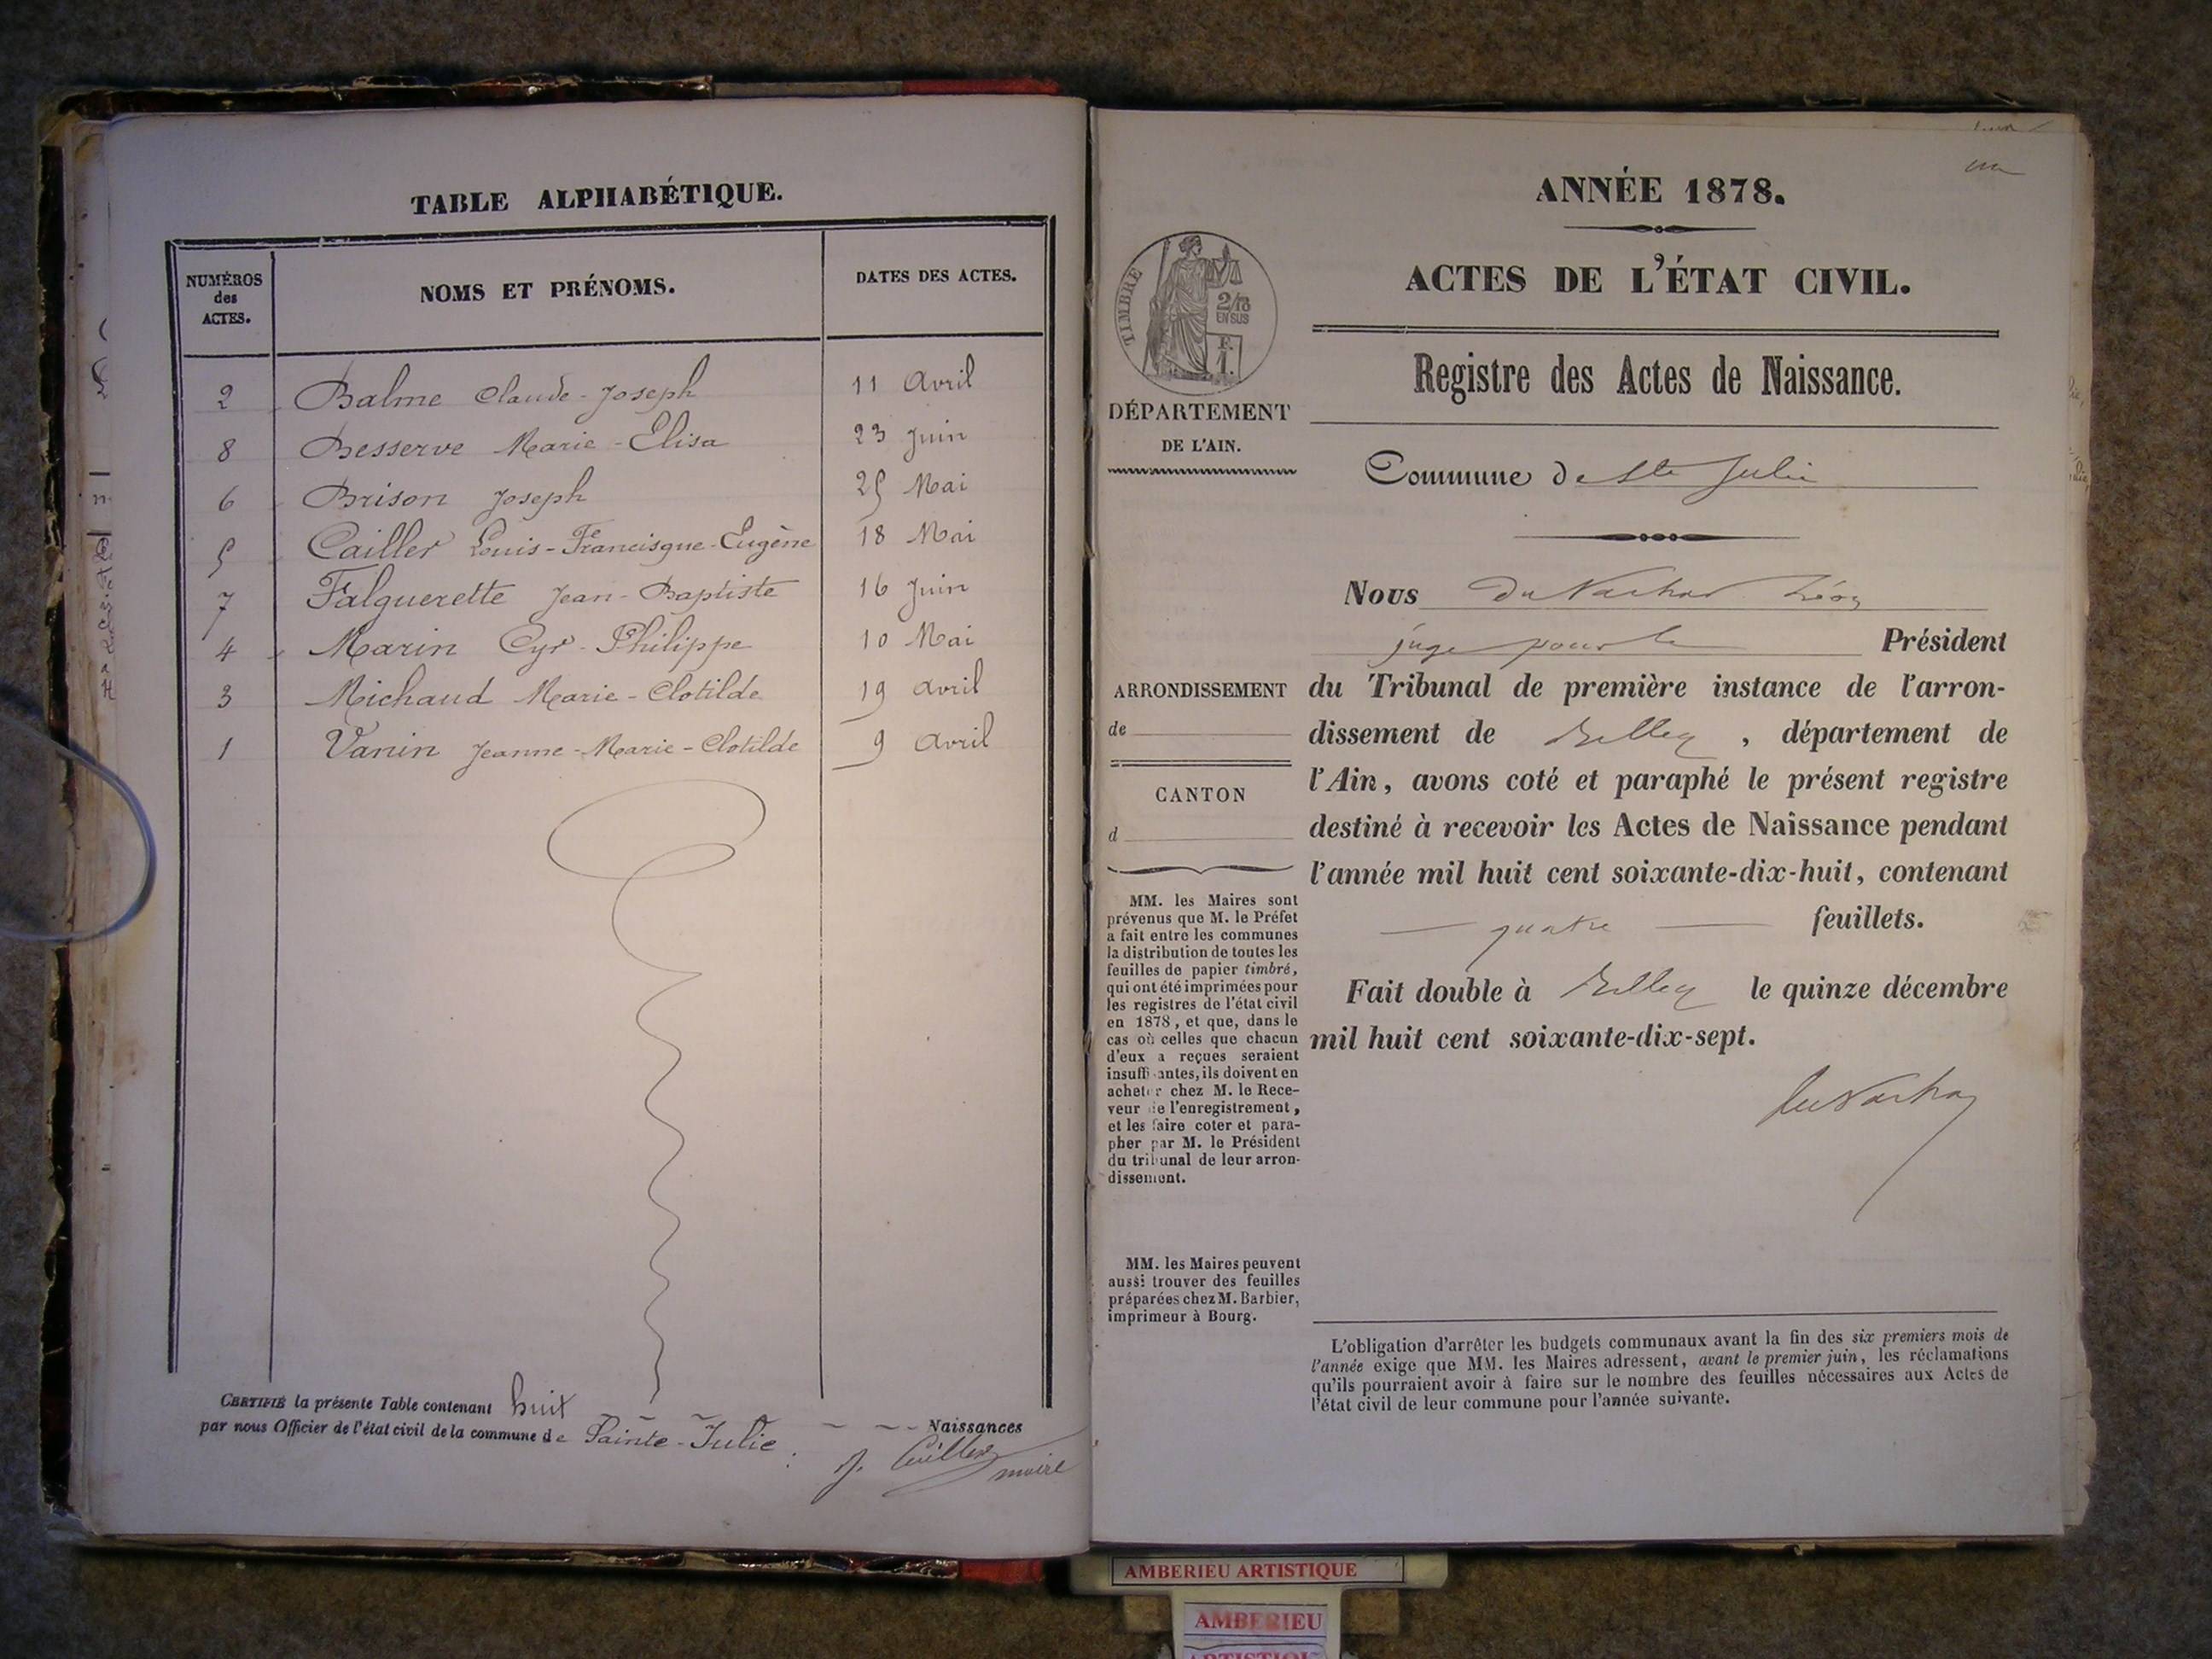 TABLE ALPHABÉTIQUE.
NUMÉROS des ACTES.
NOMS ET PRÉNOMS.
DATES DES ACTES.
2 Balme Claude-Joseph 11 Avril
8 Besserve Marie-Elisa 23 Juin
6 Brison Joseph 25 Mai
5 Cailler Louis-Francisque-Eugène 18 Mai
7 Falguerette Jean-Baptiste 16 Juin
4 Marin Cyr-Philippe 10 Mai
3 Michaud Marie-Clotilde 19 Avril
1 Vanin Jeanne-Marie-Clotilde 9 Avril
CERTIFIÉ la présente Table contenant huit Naissances
par nous Officier de l'état civil de la commune de Sainte-Julie
J. Cailler maire
ANNÉE 1878.
ACTES DE L'ÉTAT CIVIL.
Registre des Actes de Naissance.
TIMBRE
2/10
EN SUS
F.
1.
DÉPARTEMENT
DE L'AIN.
Commune de Ste Julie
Nous Léon
juge pour le Président
du Tribunal de première instance de l'arron-
dissement de Belley, département de
l'Ain, avons coté et paraphé le présent registre
destiné à recevoir les Actes de Naissance pendant
l'année mil huit cent soixante-dix-huit, contenant
quatre feuillets.
Fait double à Belley le quinze décembre
mil huit cent soixante-dix-sept.
ARRONDISSEMENT
de
CANTON
d
MM. les Maires sont
prévenus que M. le Préfet
a fait entre les communes
la distribution de toutes les
feuilles de papier timbré,
qui ont été imprimées pour
les registres de l'état civil
en 1878, et que, dans le
cas où celles que chacun
d'eux a reçues seraient
insuffisantes, ils doivent en
acheter chez M. le Rece-
veur de l'enregistrement,
et les faire coter et para-
pher par M. le Président
du tribunal de leur arron-
dissement.
MM. les Maires peuvent
aussi trouver des feuilles
préparées chez M. Barbier,
imprimeur à Bourg.
L'obligation d'arrêter les budgets communaux avant la fin des six premiers mois de
l'année exige que MM. les Maires adressent, avant le premier juin, les réclamations
qu'ils pourraient avoir à faire sur le nombre des feuilles nécessaires aux Actes de
l'état civil de leur commune pour l'année suivante.
AMBERIEU ARTISTIQUE
AMBERIEU
ARTISTIQUE